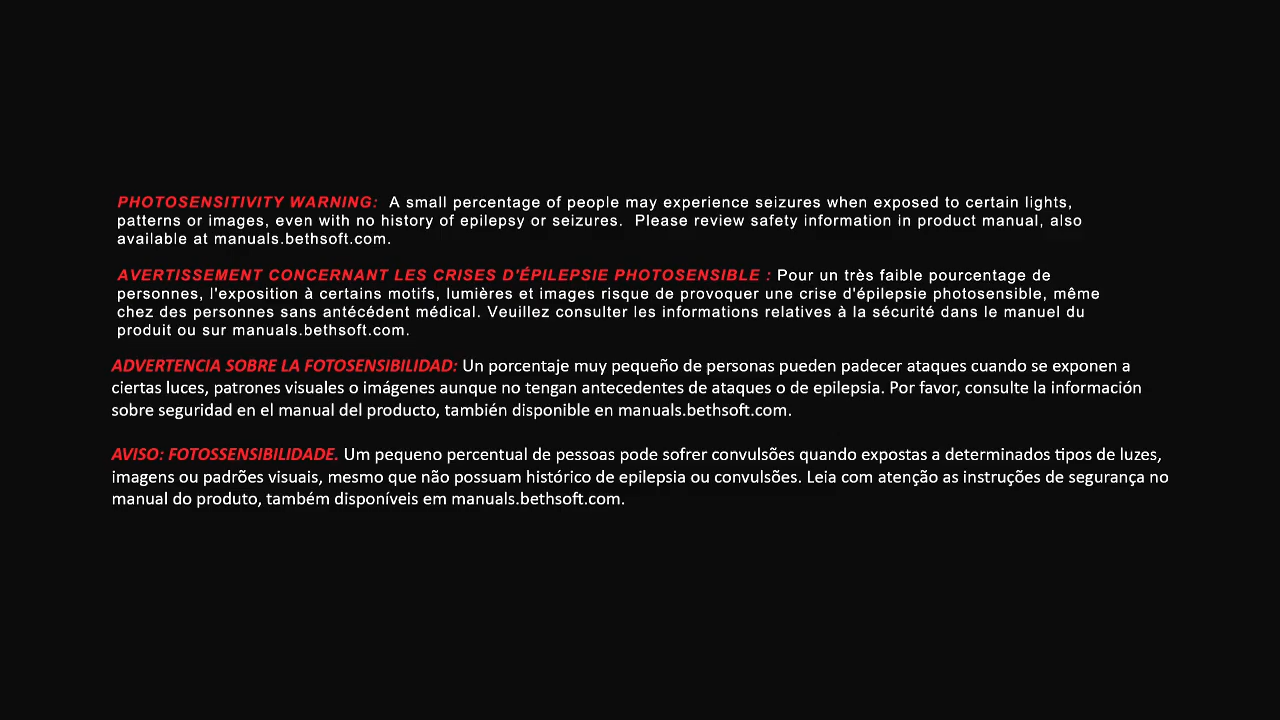 PHOTOSENSITIVITY WARNING:  A small percentage of people may experience seizures when exposed to certain lights,
patterns or images, even with no history of epilepsy or seizures.  Please review safety information in product manual, also
available at manuals.bethsoft.com.
AVERTISSEMENT CONCERNANT LES CRISES D'ÉPILEPSIE PHOTOSENSIBLE : Pour un très faible pourcentage de
personnes, l'exposition à certains motifs, lumières et images risque de provoquer une crise d'épilepsie photosensible, même
chez des personnes sans antécédent médical. Veuillez consulter les informations relatives à la sécurité dans le manuel du
produit ou sur manuals.bethsoft.com.
ADVERTENCIA SOBRE LA FOTOSENSIBILIDAD: Un porcentaje muy pequeño de personas pueden padecer ataques cuando se exponen a
ciertas luces, patrones visuales o imágenes aunque no tengan antecedentes de ataques o de epilepsia. Por favor, consulte la información
sobre seguridad en el manual del producto, también disponible en manuals.bethsoft.com.
AVISO: FOTOSSENSIBILIDADE. Um pequeno percentual de pessoas pode sofrer convulsões quando expostas a determinados tipos de luzes,
imagens ou padrões visuais, mesmo que não possuam histórico de epilepsia ou convulsões. Leia com atenção as instruções de segurança no
manual do produto, também disponíveis em manuals.bethsoft.com.